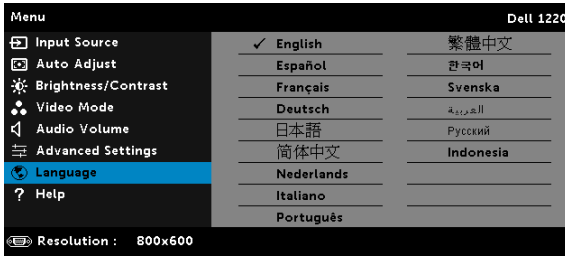 Menu Dell 1220
Input Source
Auto Adjust
Brightness/Contrast
Video Mode
Audio Volume
Advanced Settings
Language
? Help
✓ English
Español
Français
Deutsch
日本語
简体中文
Nederlands
Italiano
Português
繁體中文
한국어
Svenska
العربية
Русский
Indonesia
Resolution : 800x600